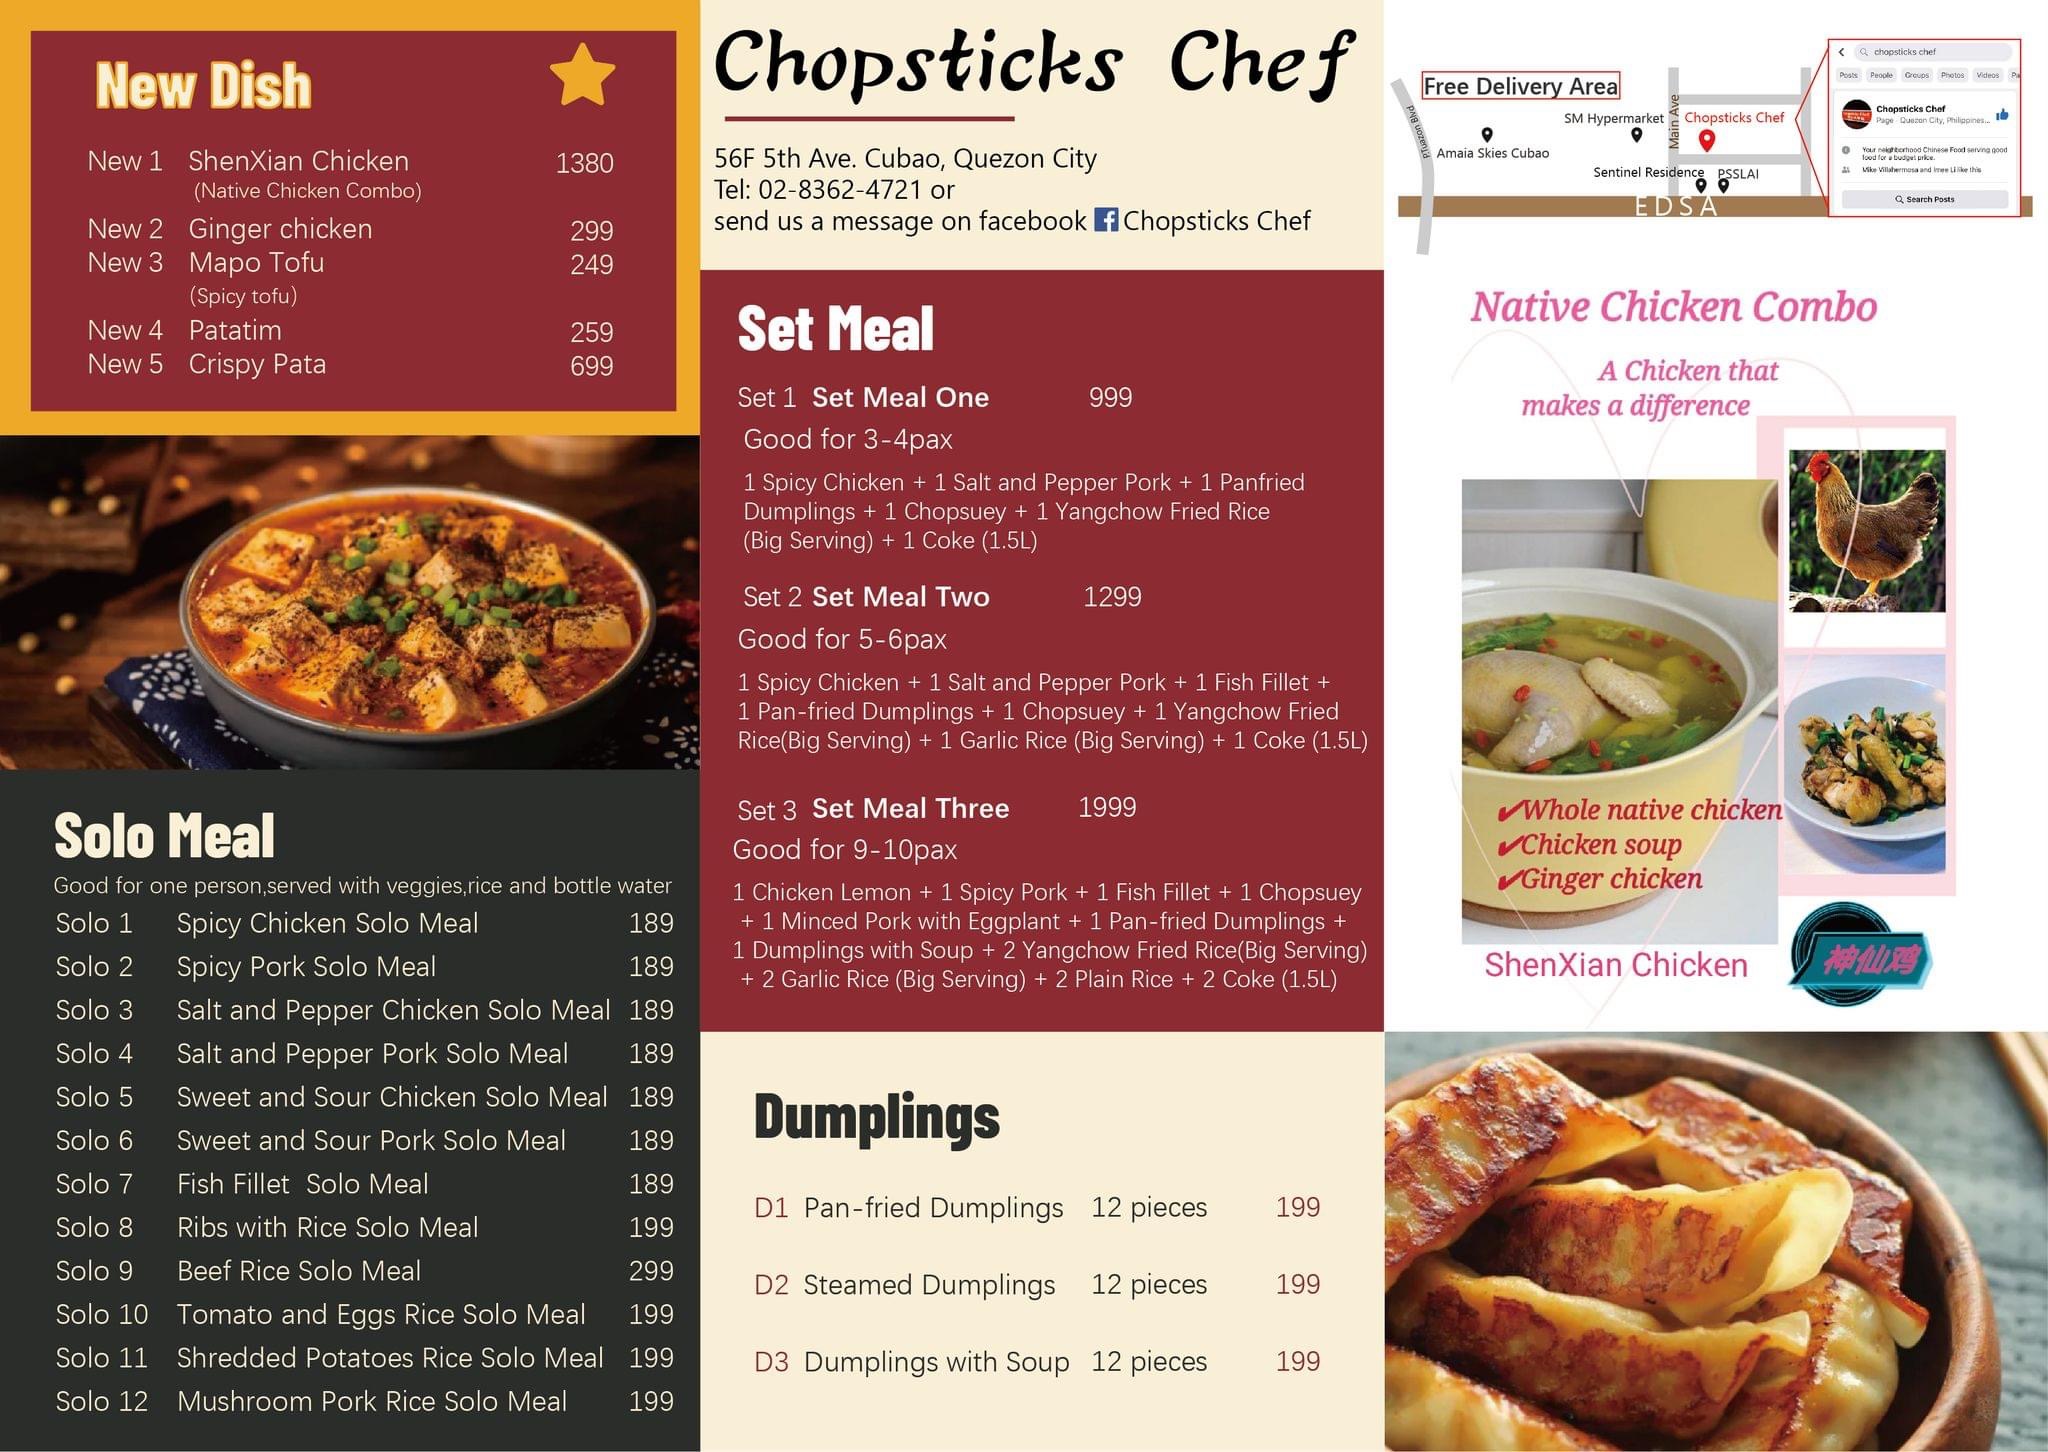 New Dish
New 1 ShenXian Chicken 1380
(Native Chicken Combo)
New 2 Ginger chicken 299
New 3 Mapo Tofu 249
(Spicy tofu)
New 4 Patatim 259
New 5 Crispy Pata 699
Solo Meal
Good for one person,served with veggies,rice and bottle water
Solo 1 Spicy Chicken Solo Meal 189
Solo 2 Spicy Pork Solo Meal 189
Solo 3 Salt and Pepper Chicken Solo Meal 189
Solo 4 Salt and Pepper Pork Solo Meal 189
Solo 5 Sweet and Sour Chicken Solo Meal 189
Solo 6 Sweet and Sour Pork Solo Meal 189
Solo 7 Fish Fillet Solo Meal 189
Solo 8 Ribs with Rice Solo Meal 199
Solo 9 Beef Rice Solo Meal 299
Solo 10 Tomato and Eggs Rice Solo Meal 199
Solo 11 Shredded Potatoes Rice Solo Meal 199
Solo 12 Mushroom Pork Rice Solo Meal 199
Chopsticks Chef
56F 5th Ave. Cubao, Quezon City
Tel: 02-8362-4721 or
send us a message on facebook f Chopsticks Chef
Set Meal
Set 1 Set Meal One 999
Good for 3-4pax
1 Spicy Chicken + 1 Salt and Pepper Pork + 1 Panfried
Dumplings + 1 Chopsuey + 1 Yangchow Fried Rice
(Big Serving) + 1 Coke (1.5L)
Set 2 Set Meal Two 1299
Good for 5-6pax
1 Spicy Chicken + 1 Salt and Pepper Pork + 1 Fish Fillet +
1 Pan-fried Dumplings + 1 Chopsuey + 1 Yangchow Fried
Rice(Big Serving) + 1 Garlic Rice (Big Serving) + 1 Coke (1.5L)
Set 3 Set Meal Three 1999
Good for 9-10pax
1 Chicken Lemon + 1 Spicy Pork + 1 Fish Fillet + 1 Chopsuey
+ 1 Minced Pork with Eggplant + 1 Pan-fried Dumplings +
1 Dumplings with Soup + 2 Yangchow Fried Rice(Big Serving)
+ 2 Garlic Rice (Big Serving) + 2 Plain Rice + 2 Coke (1.5L)
Dumplings
D1 Pan-fried Dumplings 12 pieces 199
D2 Steamed Dumplings 12 pieces 199
D3 Dumplings with Soup 12 pieces 199
Free Delivery Area
P.Tuazon Blvd
Amaia Skies Cubao
SM Hypermarket
Main Ave
Chopsticks Chef
Sentinel Residence
PSSLAI
EDSA
chopsticks chef
Posts People Groups Photos Videos Pa
Chopsticks Chef
Page · Quezon City, Philippines...
Your neighborhood Chinese Food serving good
food for a budget price.
Mike Villahermosa and Imee Li like this
Search Posts
Native Chicken Combo
A Chicken that
makes a difference
✔Whole native chicken
✔Chicken soup
✔Ginger chicken
ShenXian Chicken
神仙鸡